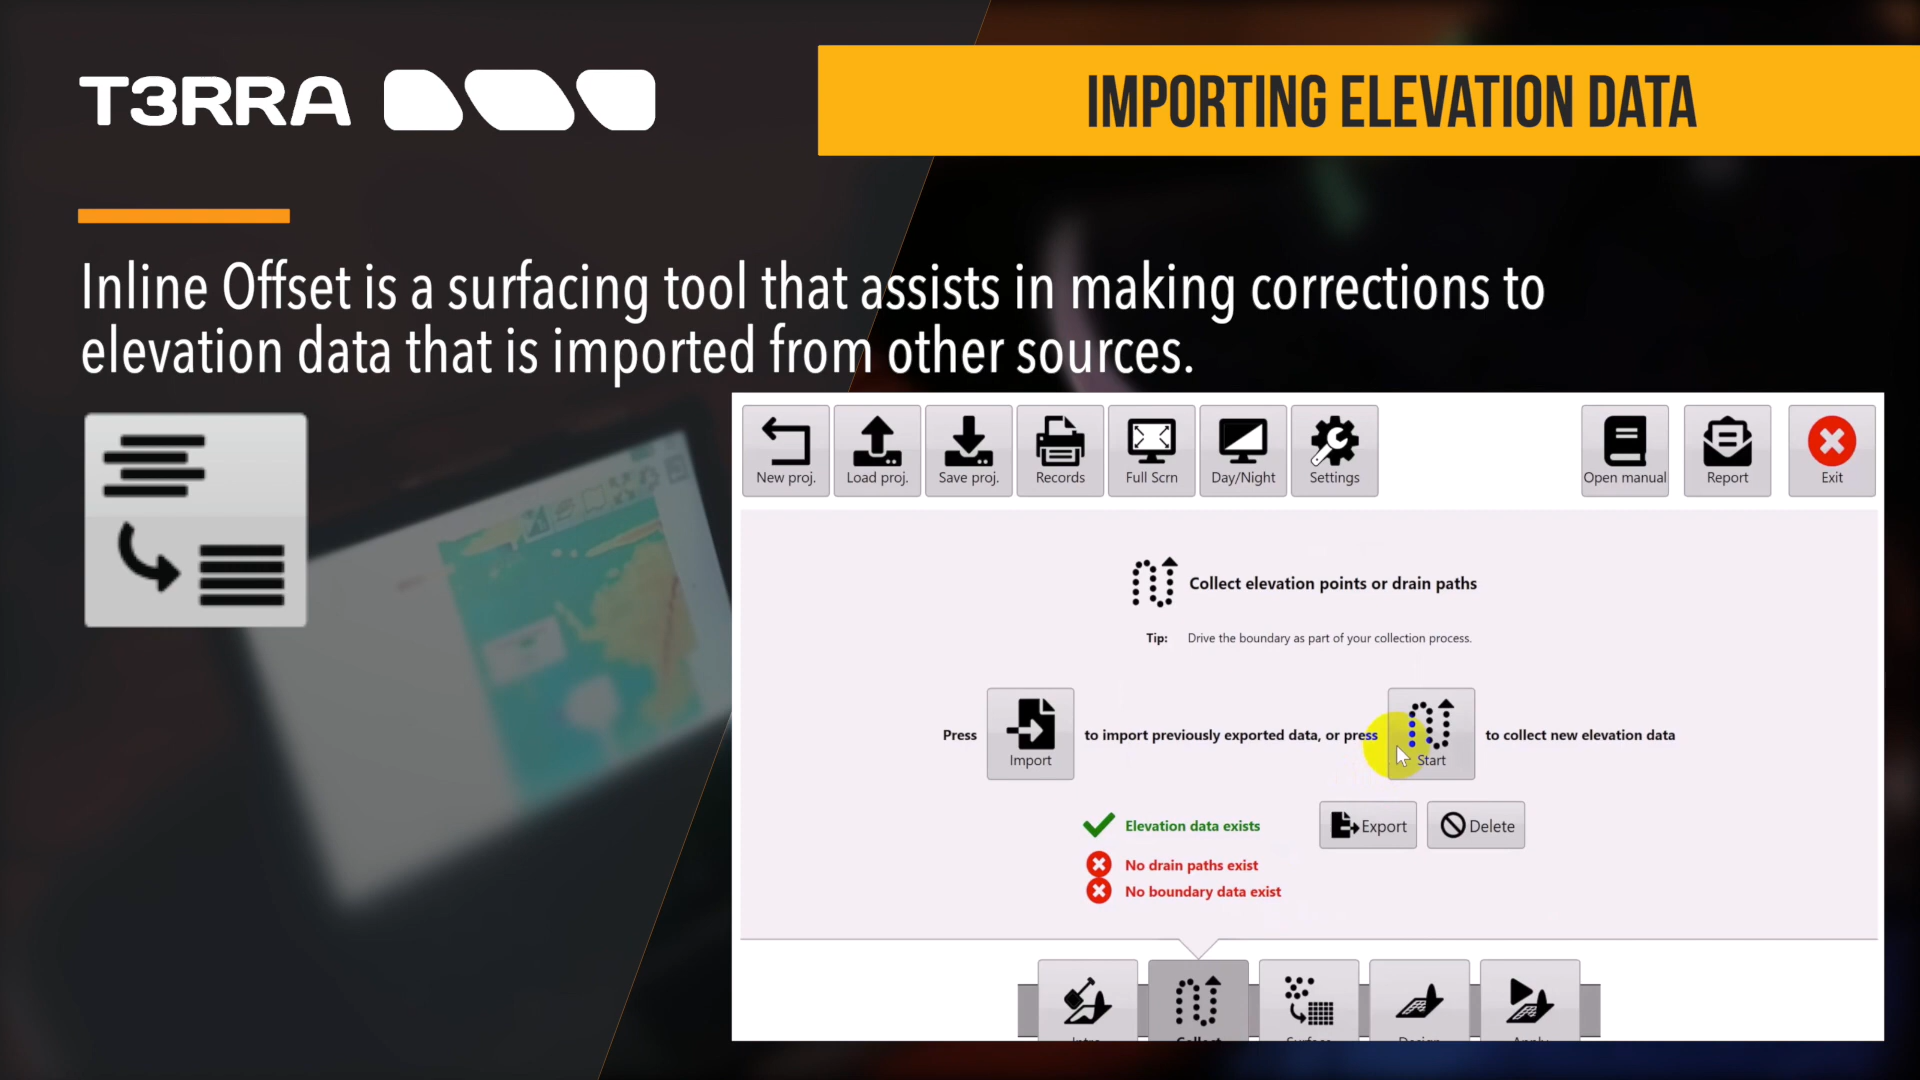 T3RRA
IMPORTING ELEVATION DATA
Inline Offset is a surfacing tool that assists in making corrections to
elevation data that is imported from other sources.
New proj.
Load proj.
Save proj.
Records
Full Scrn
Day/Night
Settings
Open manual
Report
Exit
Collect elevation points or drain paths
Tip: Drive the boundary as part of your collection process.
Press
Import
to import previously exported data, or press
Start
to collect new elevation data
Elevation data exists
Export
Delete
No drain paths exist
No boundary data exist